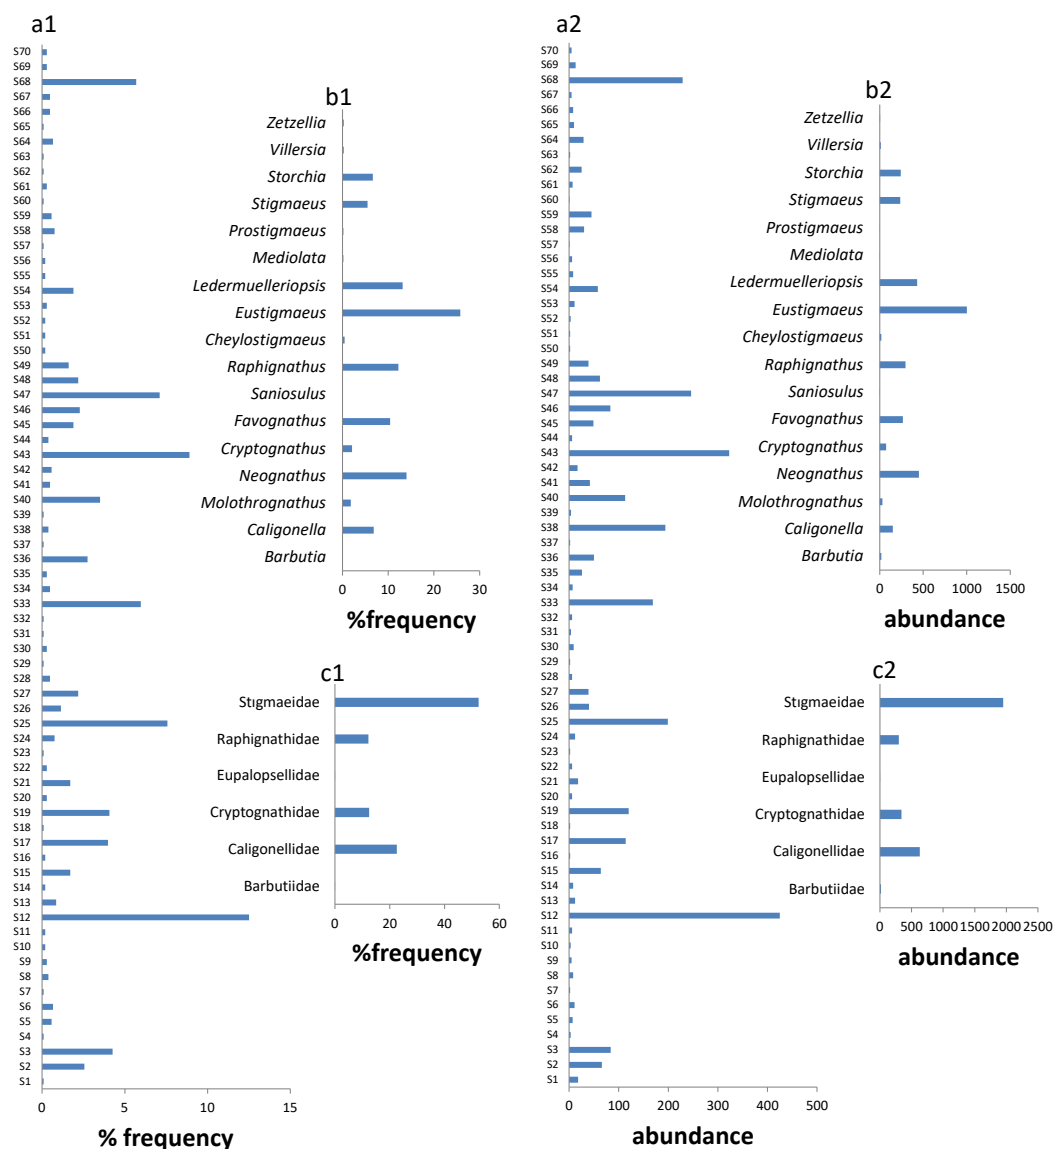 a1
S70
S69
S68
S67
S66
S65
S64
S63
S62
S61
S60
S59
S58
S57
S56
S55
S54
S53
S52
S51
S50
S49
S48
S47
S46
S45
S44
S43
S42
S41
S40
S39
S38
S37
S36
S35
S34
S33
S32
S31
S30
S29
S28
S27
S26
S25
S24
S23
S22
S21
S20
S19
S18
S17
S16
S15
S14
S13
S12
S11
S10
S9
S8
S7
S6
S5
S4
S3
S2
S1
0 5 10 15
% frequency
b1
Zetzellia
Villersia
Storchia
Stigmaeus
Prostigmaeus
Mediolata
Ledermuelleriopsis
Eustigmaeus
Cheylostigmaeus
Raphignathus
Saniosulus
Favognathus
Cryptognathus
Neognathus
Molothrognathus
Caligonella
Barbutia
0 10 20 30
%frequency
c1
Stigmaeidae
Raphignathidae
Eupalopsellidae
Cryptognathidae
Caligonellidae
Barbutiidae
0 20 40 60
%frequency
a2
S70
S69
S68
S67
S66
S65
S64
S63
S62
S61
S60
S59
S58
S57
S56
S55
S54
S53
S52
S51
S50
S49
S48
S47
S46
S45
S44
S43
S42
S41
S40
S39
S38
S37
S36
S35
S34
S33
S32
S31
S30
S29
S28
S27
S26
S25
S24
S23
S22
S21
S20
S19
S18
S17
S16
S15
S14
S13
S12
S11
S10
S9
S8
S7
S6
S5
S4
S3
S2
S1
0 100 200 300 400 500
abundance
b2
Zetzellia
Villersia
Storchia
Stigmaeus
Prostigmaeus
Mediolata
Ledermuelleriopsis
Eustigmaeus
Cheylostigmaeus
Raphignathus
Saniosulus
Favognathus
Cryptognathus
Neognathus
Molothrognathus
Caligonella
Barbutia
0 500 1000 1500
abundance
c2
Stigmaeidae
Raphignathidae
Eupalopsellidae
Cryptognathidae
Caligonellidae
Barbutiidae
0 500 1000 1500 2000 2500
abundance